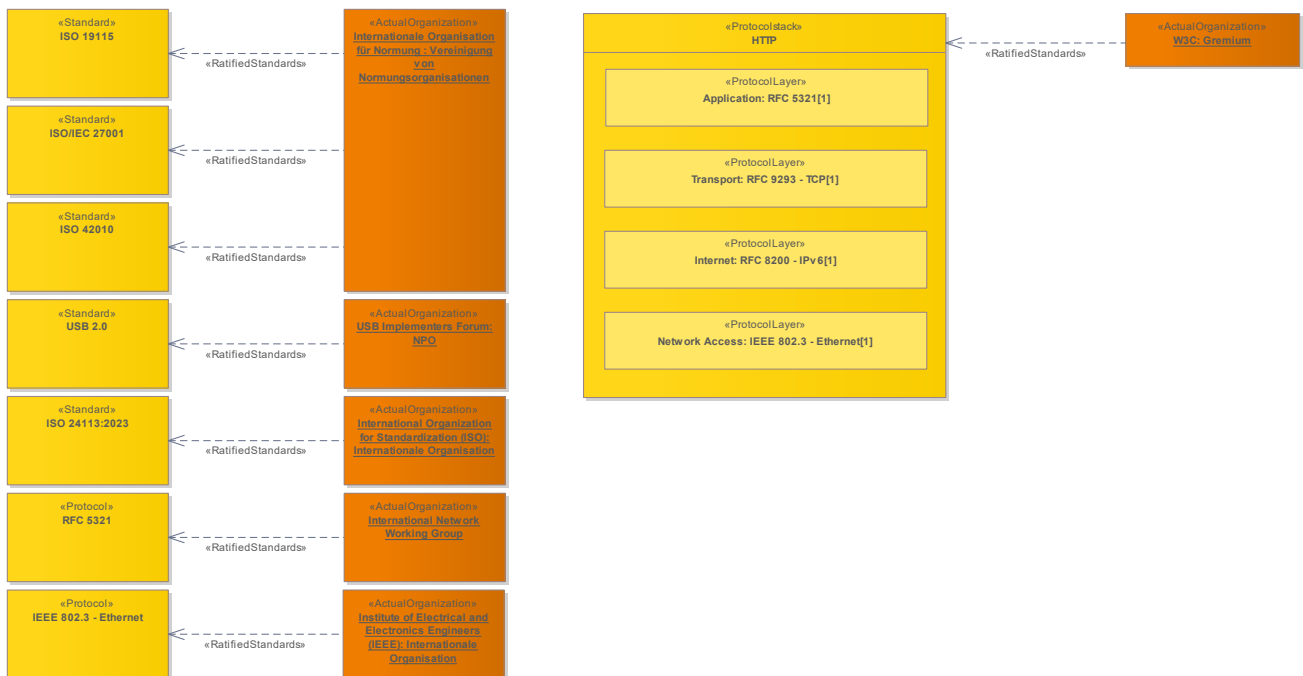 «Standard»
ISO 19115
«RatifiedStandards»
«ActualOrganization»
Internationale Organisation
für Normung : Vereinigung
von
Normungsorganisationen
«Standard»
ISO/IEC 27001
«RatifiedStandards»
«Standard»
ISO 42010
«RatifiedStandards»
«Standard»
USB 2.0
«RatifiedStandards»
«ActualOrganization»
USB Implementers Forum:
NPO
«Standard»
ISO 24113:2023
«RatifiedStandards»
«ActualOrganization»
International Organization
for Standardization (ISO):
Internationale Organisation
«Protocol»
RFC 5321
«RatifiedStandards»
«ActualOrganization»
International Network
Working Group
«Protocol»
IEEE 802.3 - Ethernet
«RatifiedStandards»
«ActualOrganization»
Institute of Electrical and
Electronics Engineers
(IEEE): Internationale
Organisation
«Protocolstack»
HTTP
«ProtocolLayer»
Application: RFC 5321[1]
«ProtocolLayer»
Transport: RFC 9293 - TCP[1]
«ProtocolLayer»
Internet: RFC 8200 - IPv6[1]
«ProtocolLayer»
Network Access: IEEE 802.3 - Ethernet[1]
«RatifiedStandards»
«ActualOrganization»
W3C: Gremium